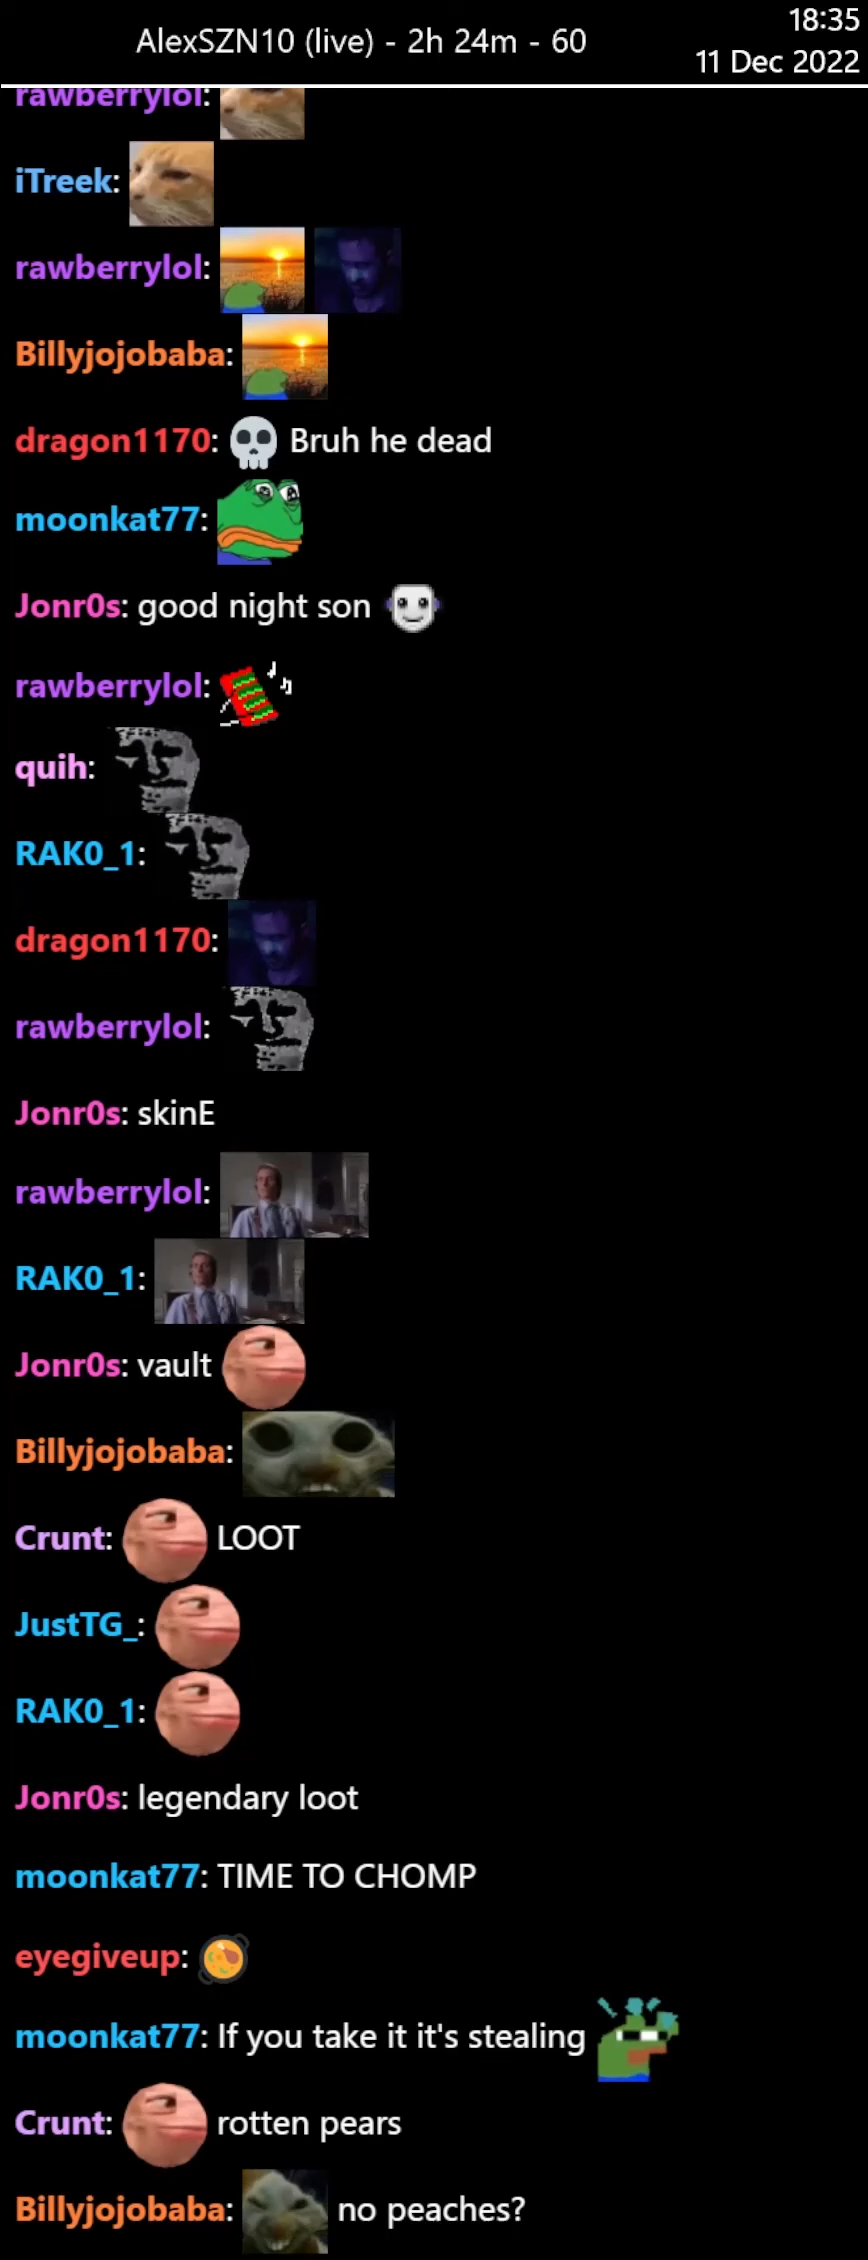 AlexSZN10 (live) - 2h 24m - 60
18:35
11 Dec 2022
rawberrylol:
iTreek:
rawberrylol:
Billyjojobaba:
dragon1170: 💀 Bruh he dead
moonkat77:
Jonr0s: good night son
rawberrylol:
quih:
RAK0_1:
dragon1170:
rawberrylol:
Jonr0s: skinE
rawberrylol:
RAK0_1:
Jonr0s: vault
Billyjojobaba:
Crunt: LOOT
JustTG_:
RAK0_1:
Jonr0s: legendary loot
moonkat77: TIME TO CHOMP
eyegiveup: 🥘
moonkat77: If you take it it's stealing
Crunt: rotten pears
Billyjojobaba: no peaches?